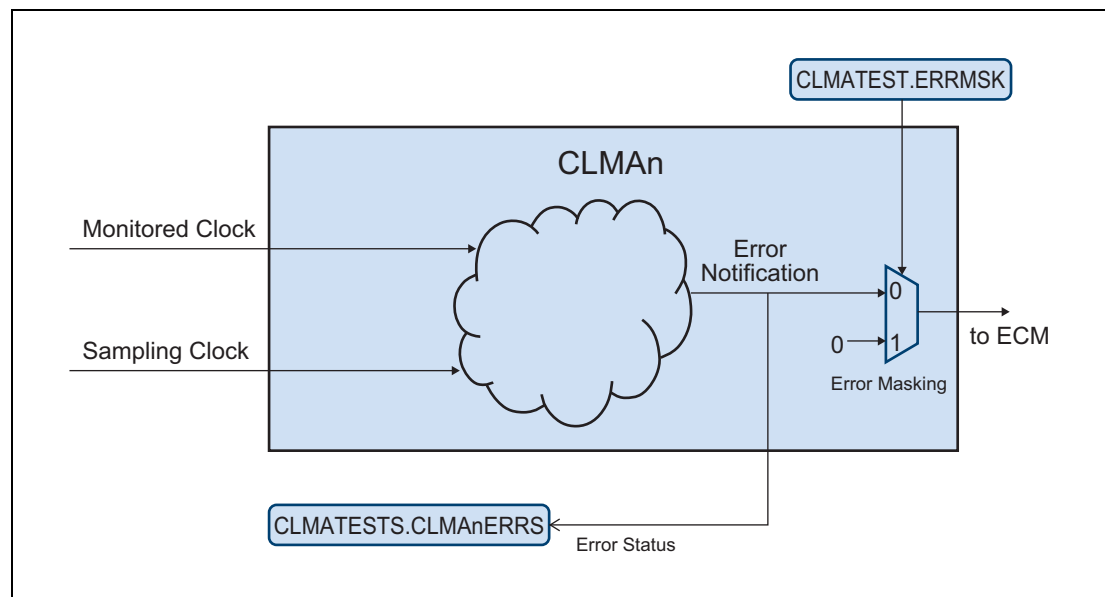 CLMATEST.ERRMSK
CLMAn
Monitored Clock
Error
Notification
0
to ECM
Sampling Clock
0
1
Error Masking
CLMATESTS.CLMAnERRS
Error Status